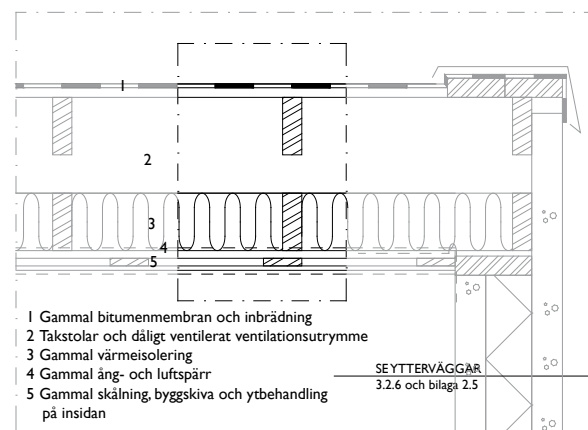 1
2
3
4
5
1 Gammal bitumenmembran och inbrädning
2 Takstolar och dåligt ventilerat ventilationsutrymme
3 Gammal värmeisolering
4 Gammal ång- och luftspärr
5 Gammal skålning, byggskiva och ytbehandling
på insidan
SE YTTERVÄGGAR
3.2.6 och bilaga 2.5